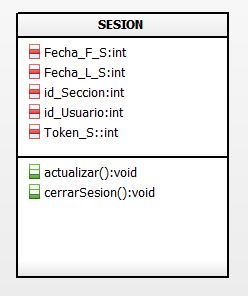 SESION
Fecha_F_S:int
Fecha_L_S:int
id_Seccion:int
id_Usuario:int
Token_S::int
actualizar():void
cerrarSesion():void